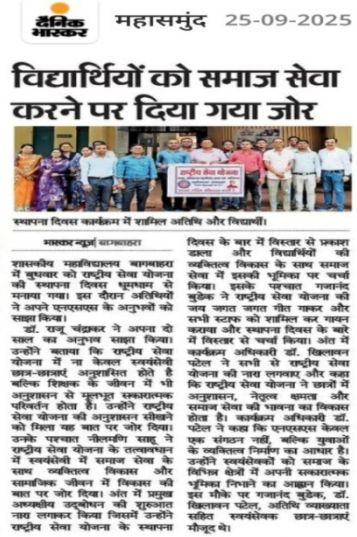 दैनिक
भास्कर
महासमुंद 25-09-2025
विद्यार्थियों को समाज सेवा
करने पर दिया गया जोर
राष्ट्रीय सेवा योजना
स्थापना दिवस कार्यक्रम में शामिल अतिथि और विद्यार्थी।
भास्कर न्यूज | बागबाहरा
शासकीय महाविद्यालय बागबाहरा
में बुधवार को राष्ट्रीय सेवा योजना
की स्थापना दिवस धूमधाम से
मनाया गया। इस दौरान अतिथियों
ने अपने एनएसएस के अनुभवों को
साझा किया।
डॉ. राजू चंद्राकर ने अपना दो
साल का अनुभव साझा किया।
उन्होंने बताया कि राष्ट्रीय सेवा
योजना में ना केवल स्वयंसेवी
छात्र-छात्राएं अनुशासित होते है
बल्कि शिक्षक के जीवन में भी
अनुशासन से मूलभूत सकारात्मक
परिवर्तन होता है। उन्होंने राष्ट्रीय
सेवा योजना की अनुशासन सीखने
को मिला यह बात पर जोर दिया।
उनके पश्चात नीलमणि साहू ने
राष्ट्रीय सेवा योजना के तत्वावधान
में स्वयंसेवी में समाज सेवा के
साथ व्यक्तित्व विकास और
सामाजिक जीवन में विकास की
बात पर जोर दिया। अंत में प्रमुख
अध्यक्षीय उद्बोधन की शुरुआत
नारा लगाकर किया जिसमें उन्होंने
राष्ट्रीय सेवा योजना के स्थापना
दिवस के बारे में विस्तार से प्रकाश
डाला और विद्यार्थियों की
व्यक्तित्व विकास के साथ समाज
सेवा में इसकी भूमिका पर चर्चा
किया। इसके पश्चात गजानंद
बुडेक ने राष्ट्रीय सेवा योजना की
जय जगत जगत गीत गाकर और
सभी स्टाफ को शामिल कर गायन
कराया और स्थापना दिवस के बारे
में विस्तार से चर्चा किया। अंत में
कार्यक्रम अधिकारी डॉ. खिलावन
पटेल ने सभी से राष्ट्रीय सेवा
योजना की नारा लगवाए और कहा
कि राष्ट्रीय सेवा योजना ने छात्रों में
अनुशासन, नेतृत्व क्षमता और
समाज सेवा की भावना का विकास
होता है। कार्यक्रम अधिकारी डॉ.
पटेल ने कहा कि एनएसएस केवल
एक संगठन नहीं, बल्कि युवाओं
के व्यक्तित्व निर्माण का आधार है।
उन्होंने स्वयंसेवकों को समाज के
विभिन्न क्षेत्रों में अपनी सकारात्मक
भूमिका निभाने का आह्वान किया।
इस मौके पर गजानंद बुडेक, डॉ.
खिलावन पटेल, अतिथि व्याख्याता
सहित स्वयंसेवक छात्र-छात्राएं
मौजूद थे।